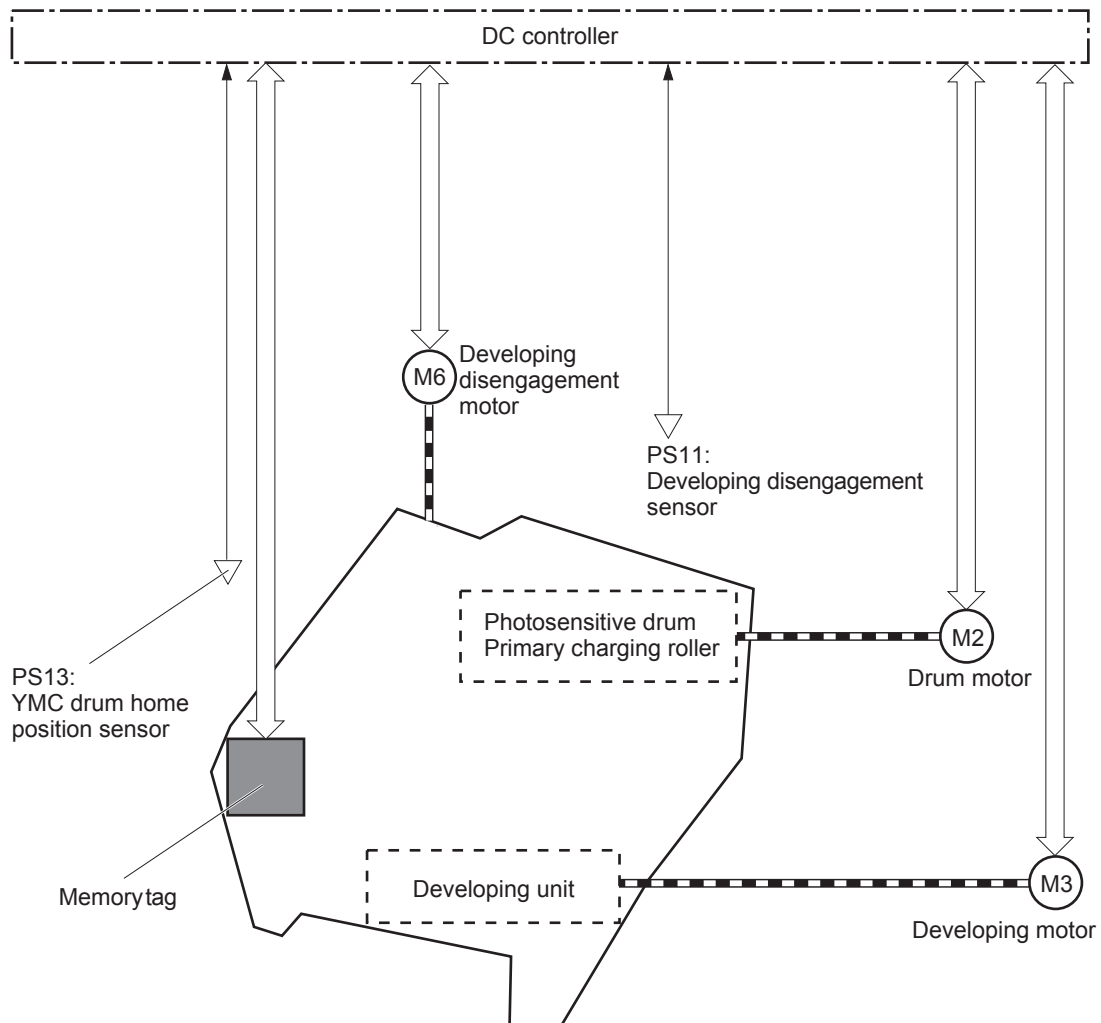 DC controller
M6
Developing
disengagement
motor
PS11:
Developing disengagement
sensor
Photosensitive drum
Primary charging roller
M2
Drum motor
PS13:
YMC drum home
position sensor
Memory tag
Developing unit
M3
Developing motor